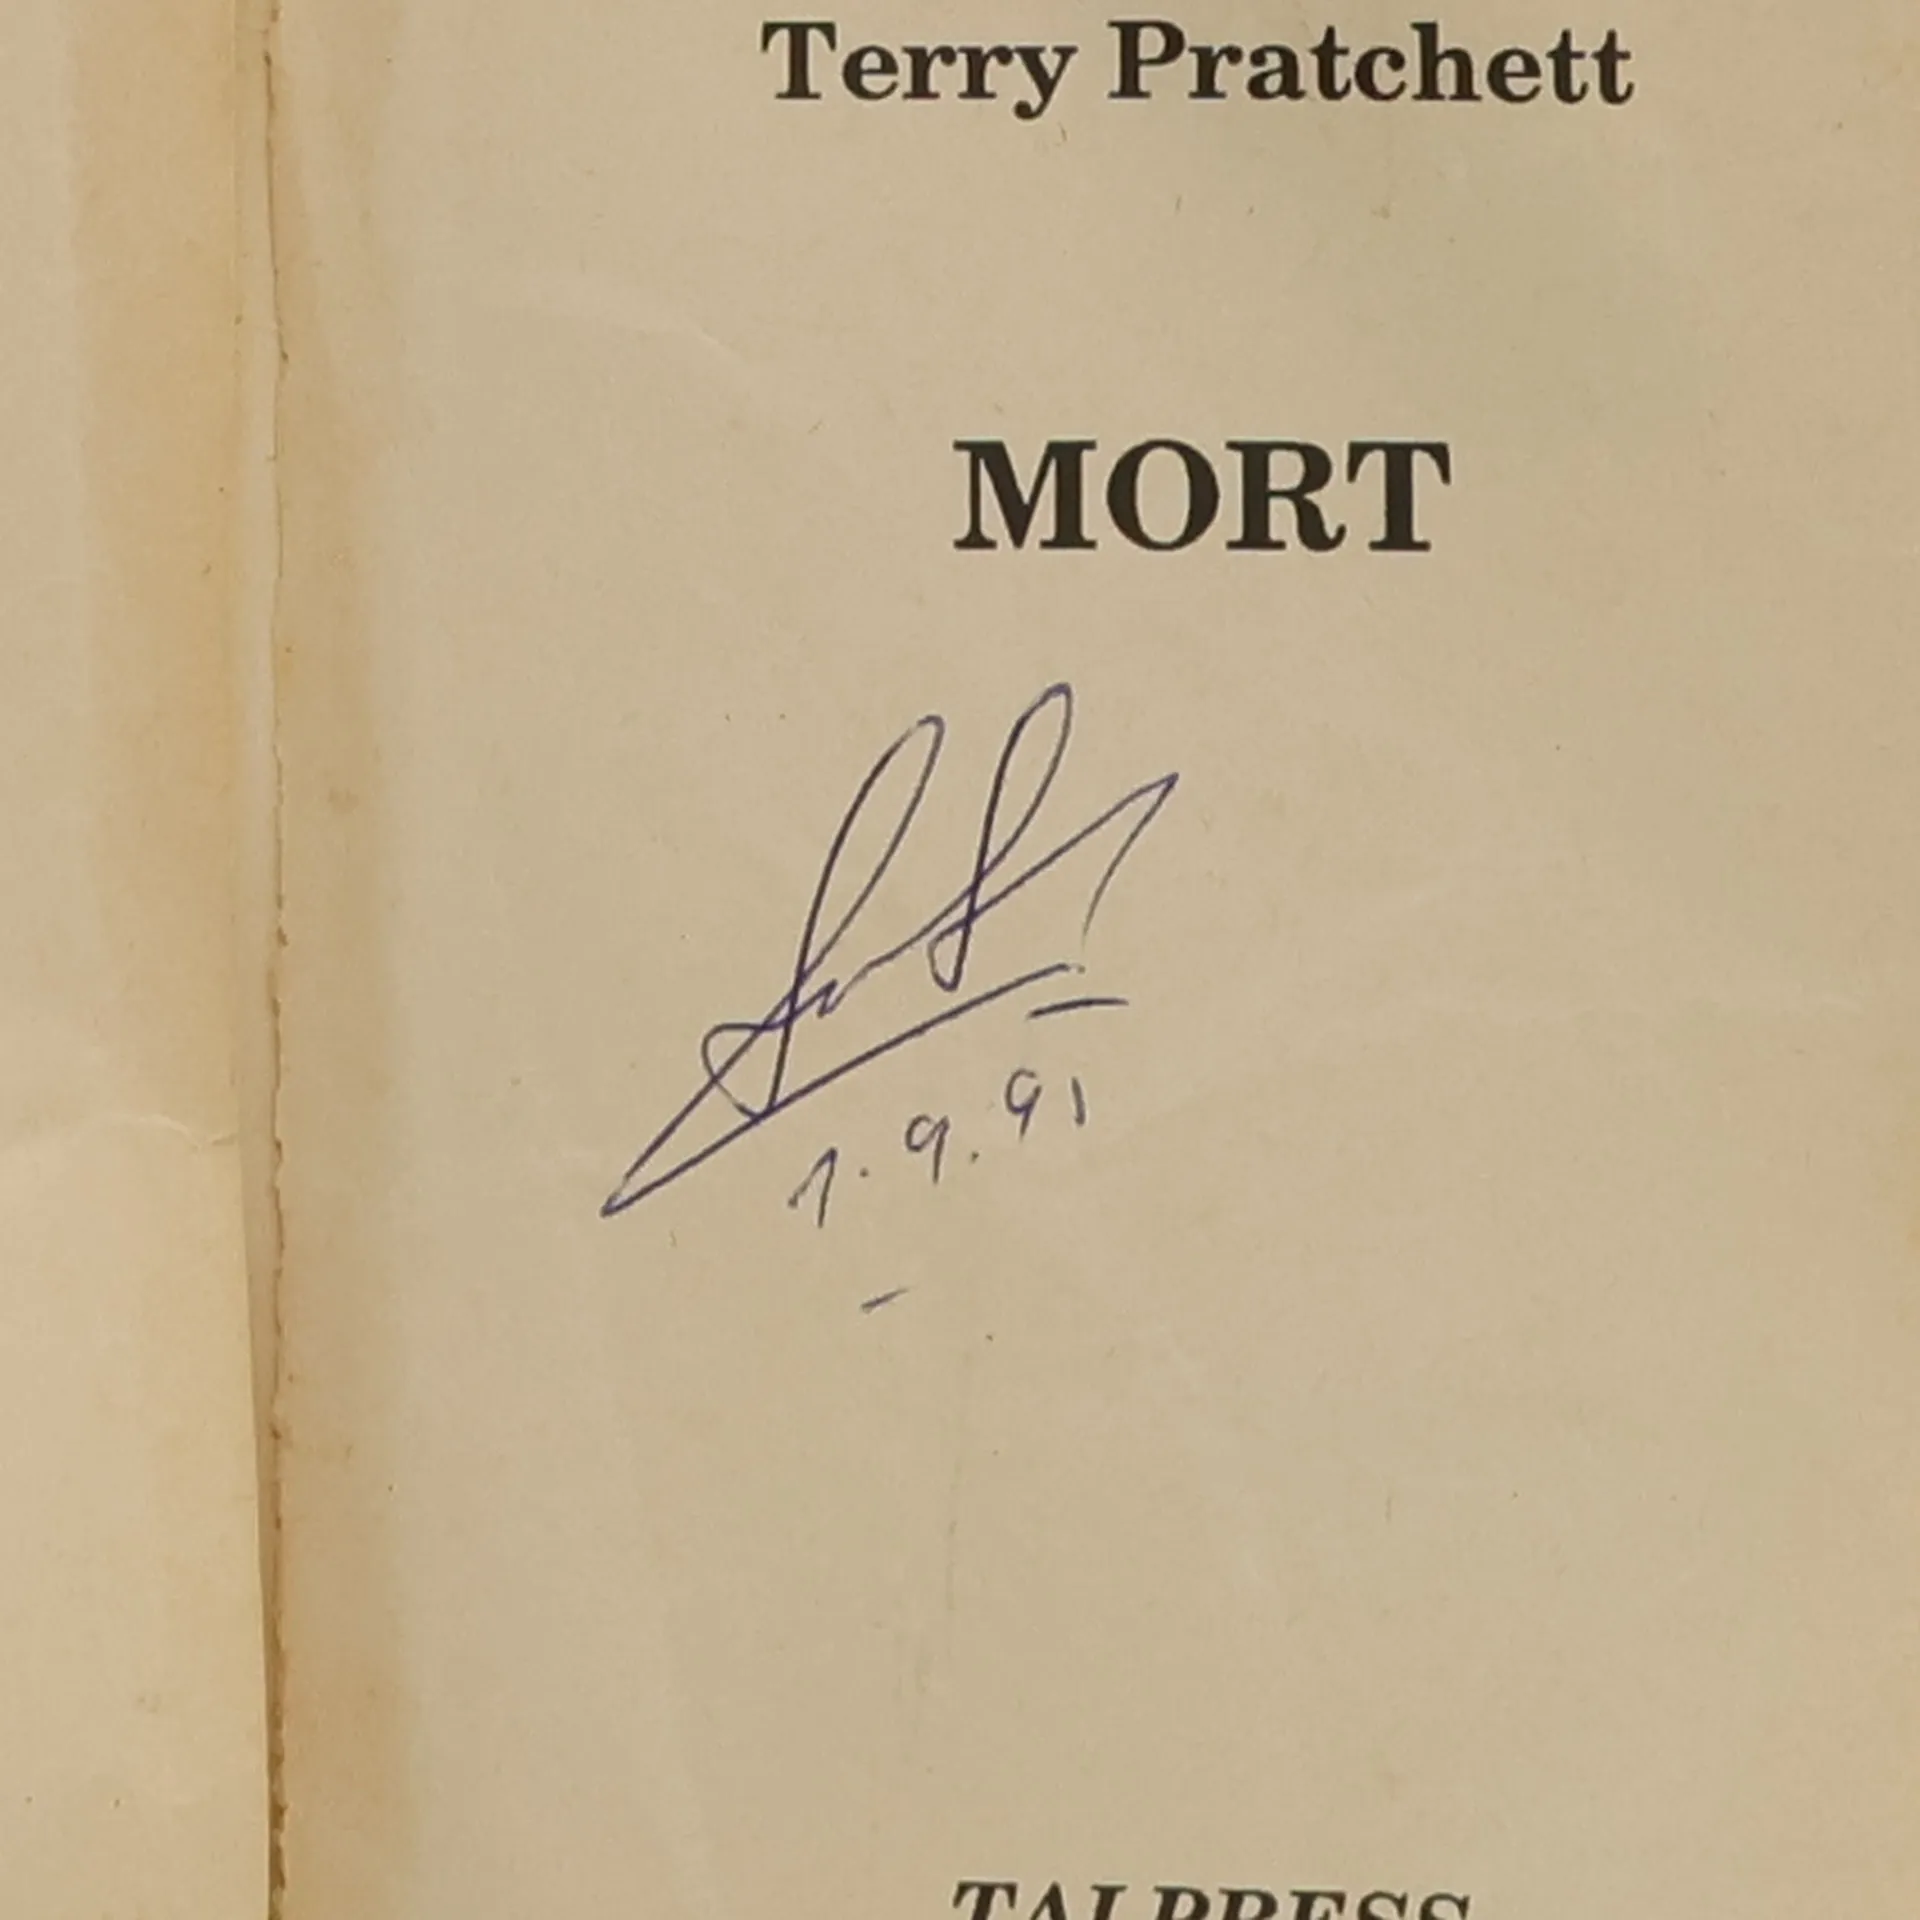 Terry Pratchett
MORT
1.9.91
TALPRESS